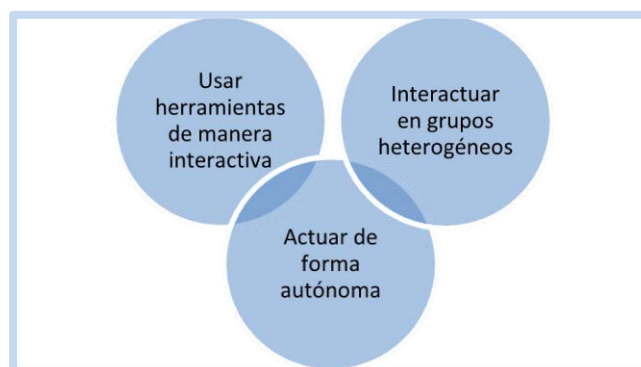 Usar
herramientas
de manera
interactiva
Interactuar
en grupos
heterogéneos
Actuar de
forma
autónoma